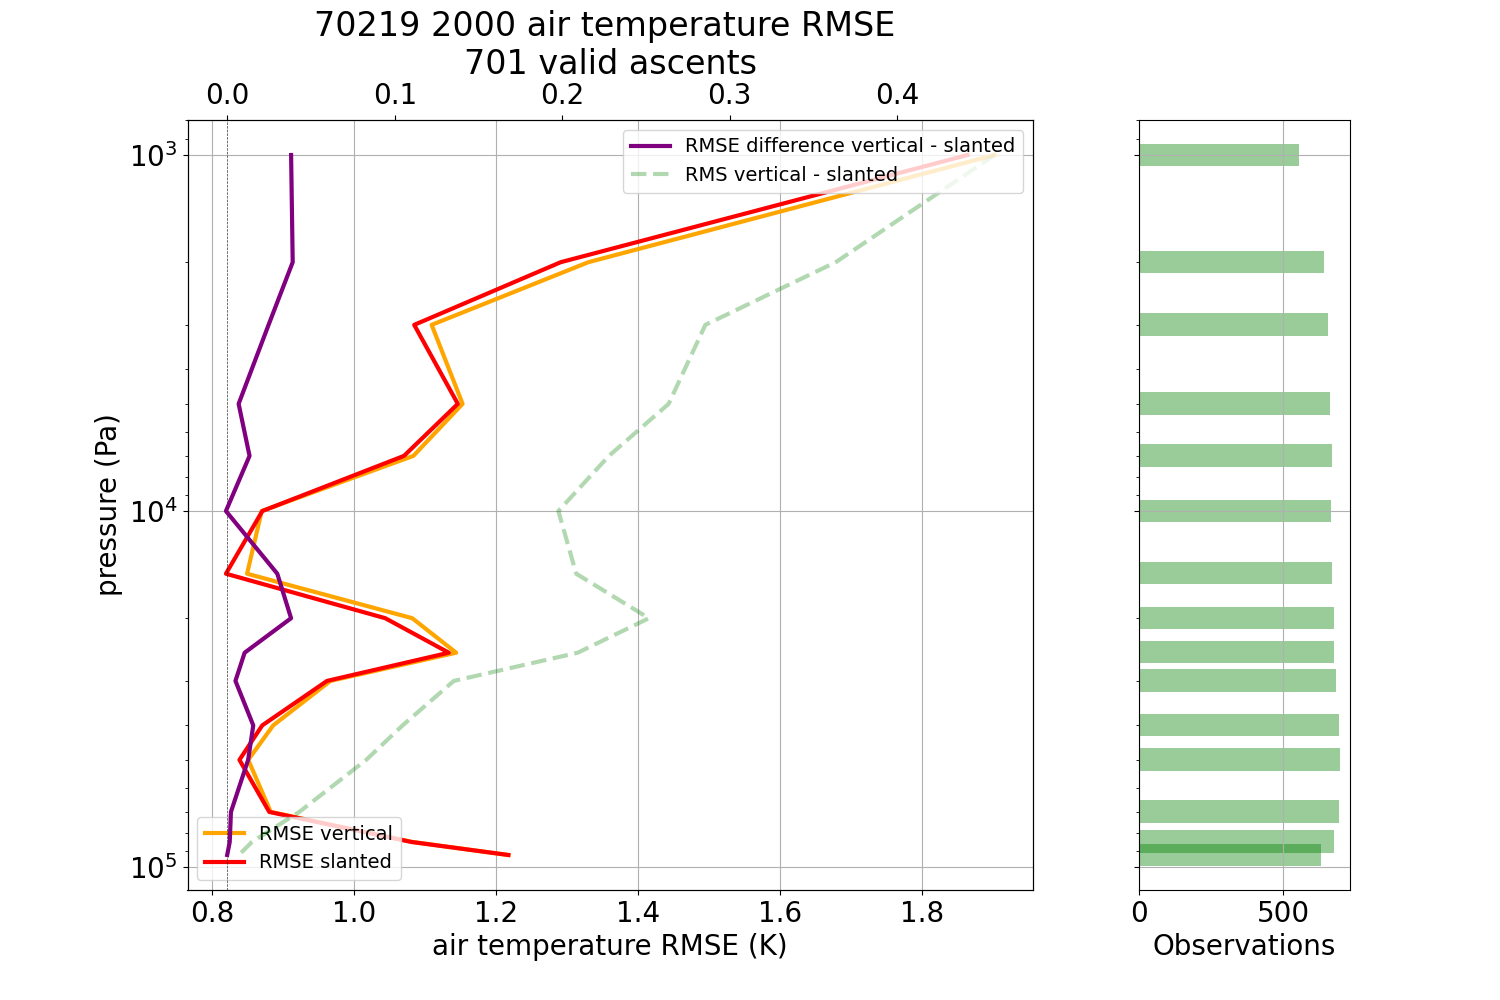 70219 2000 air temperature RMSE
701 valid ascents
0.0 0.1 0.2 0.3 0.4
RMSE difference vertical - slanted
RMS vertical - slanted
10³
10⁴
10⁵
pressure (Pa)
RMSE vertical
RMSE slanted
0.8 1.0 1.2 1.4 1.6 1.8
air temperature RMSE (K)
0 500
Observations